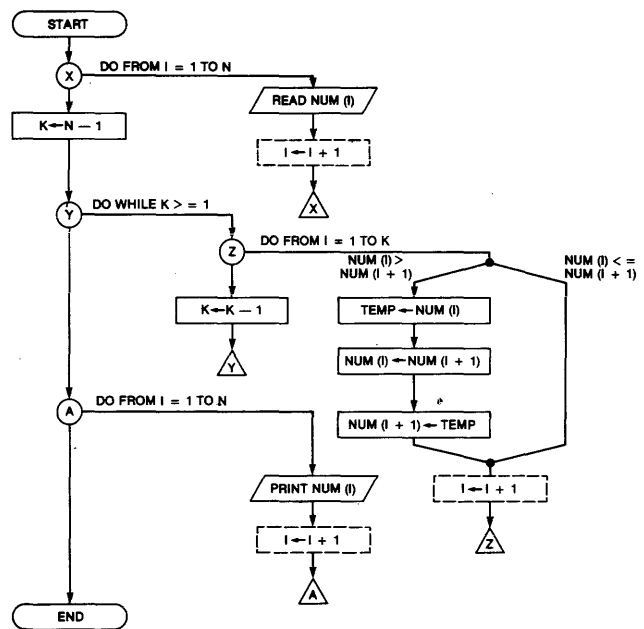 START
X
DO FROM I = 1 TO N
READ NUM (I)
K←N − 1
I←I + 1
X
Y
DO WHILE K > = 1
Z
DO FROM I = 1 TO K
NUM (I) >
NUM (I + 1)
NUM (I) < =
NUM (I + 1)
K←K − 1
TEMP←NUM (I)
Y
NUM (I)←NUM (I + 1)
A
DO FROM I = 1 TO N
NUM (I + 1)←TEMP
PRINT NUM (I)
I←I + 1
I←I + 1
Z
A
END